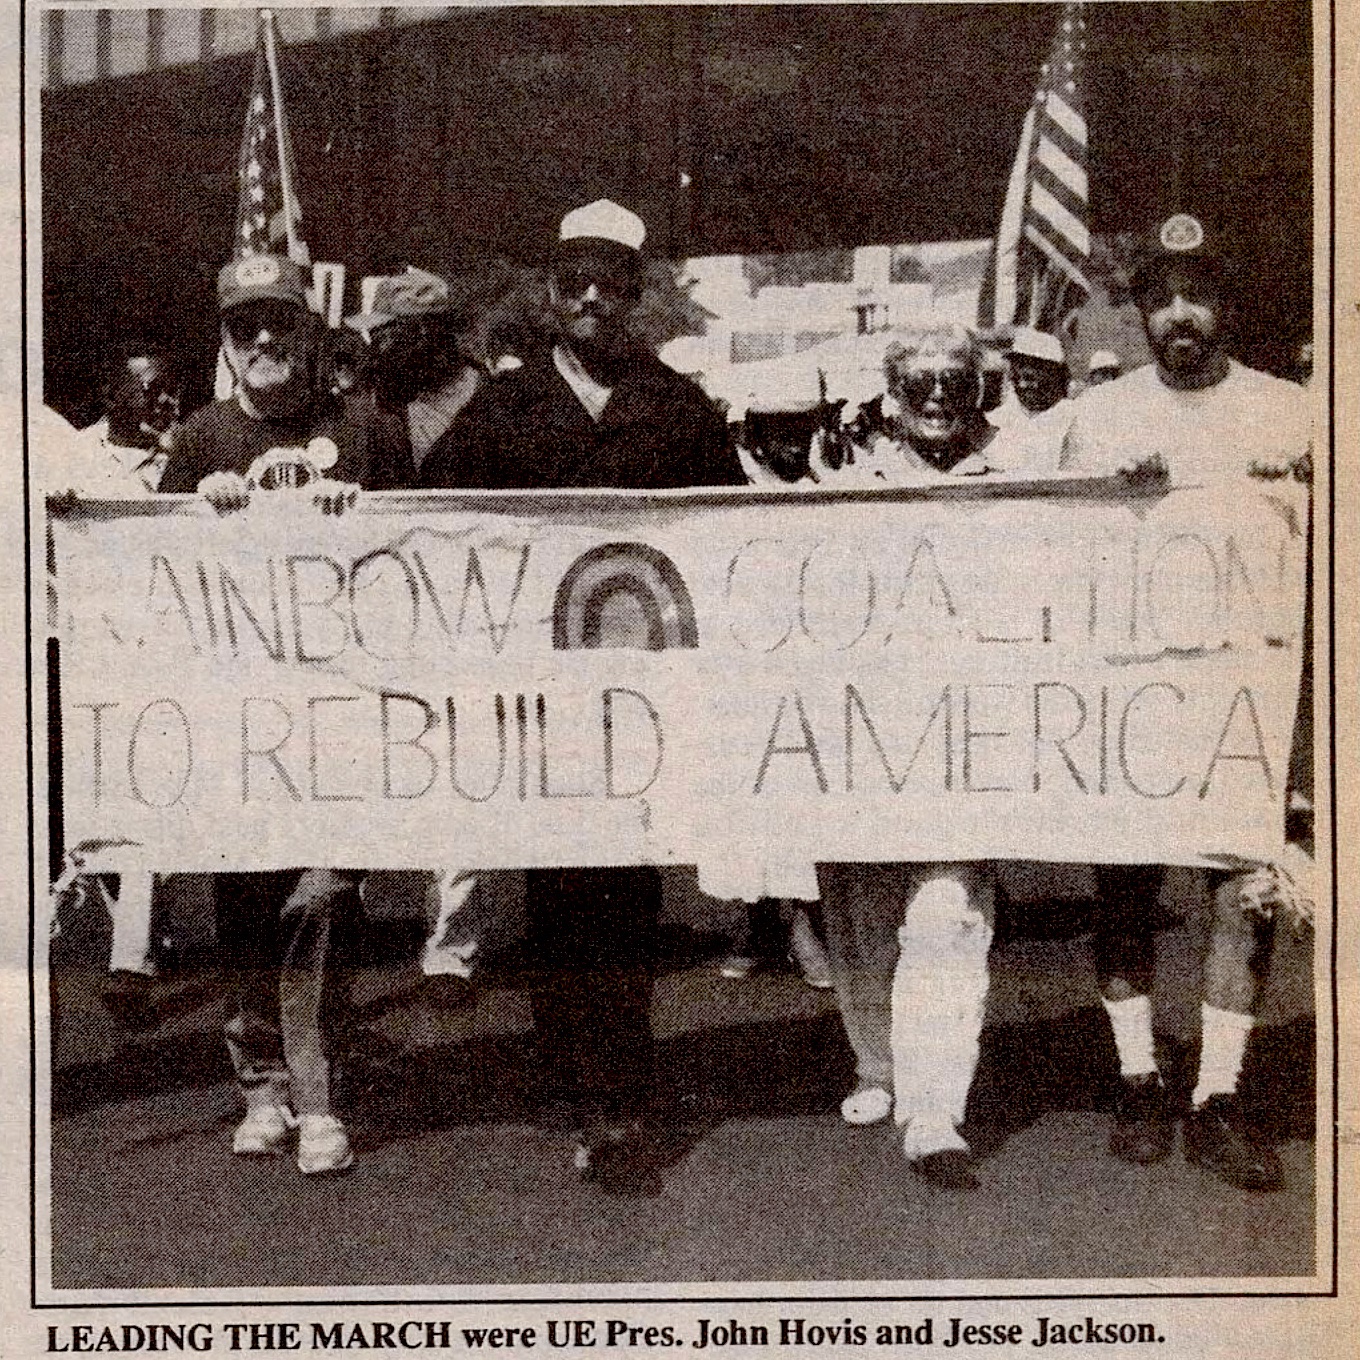 RAINBOW COALITION
TO REBUILD AMERICA
LEADING THE MARCH were UE Pres. John Hovis and Jesse Jackson.